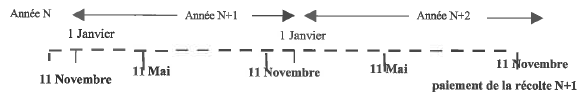 Année N Année N+1 Année N+2
1 Janvier 1 Janvier
11 Novembre 11 Mai 11 Novembre 11 Mai 11 Novembre
paiement de la récolte N+1